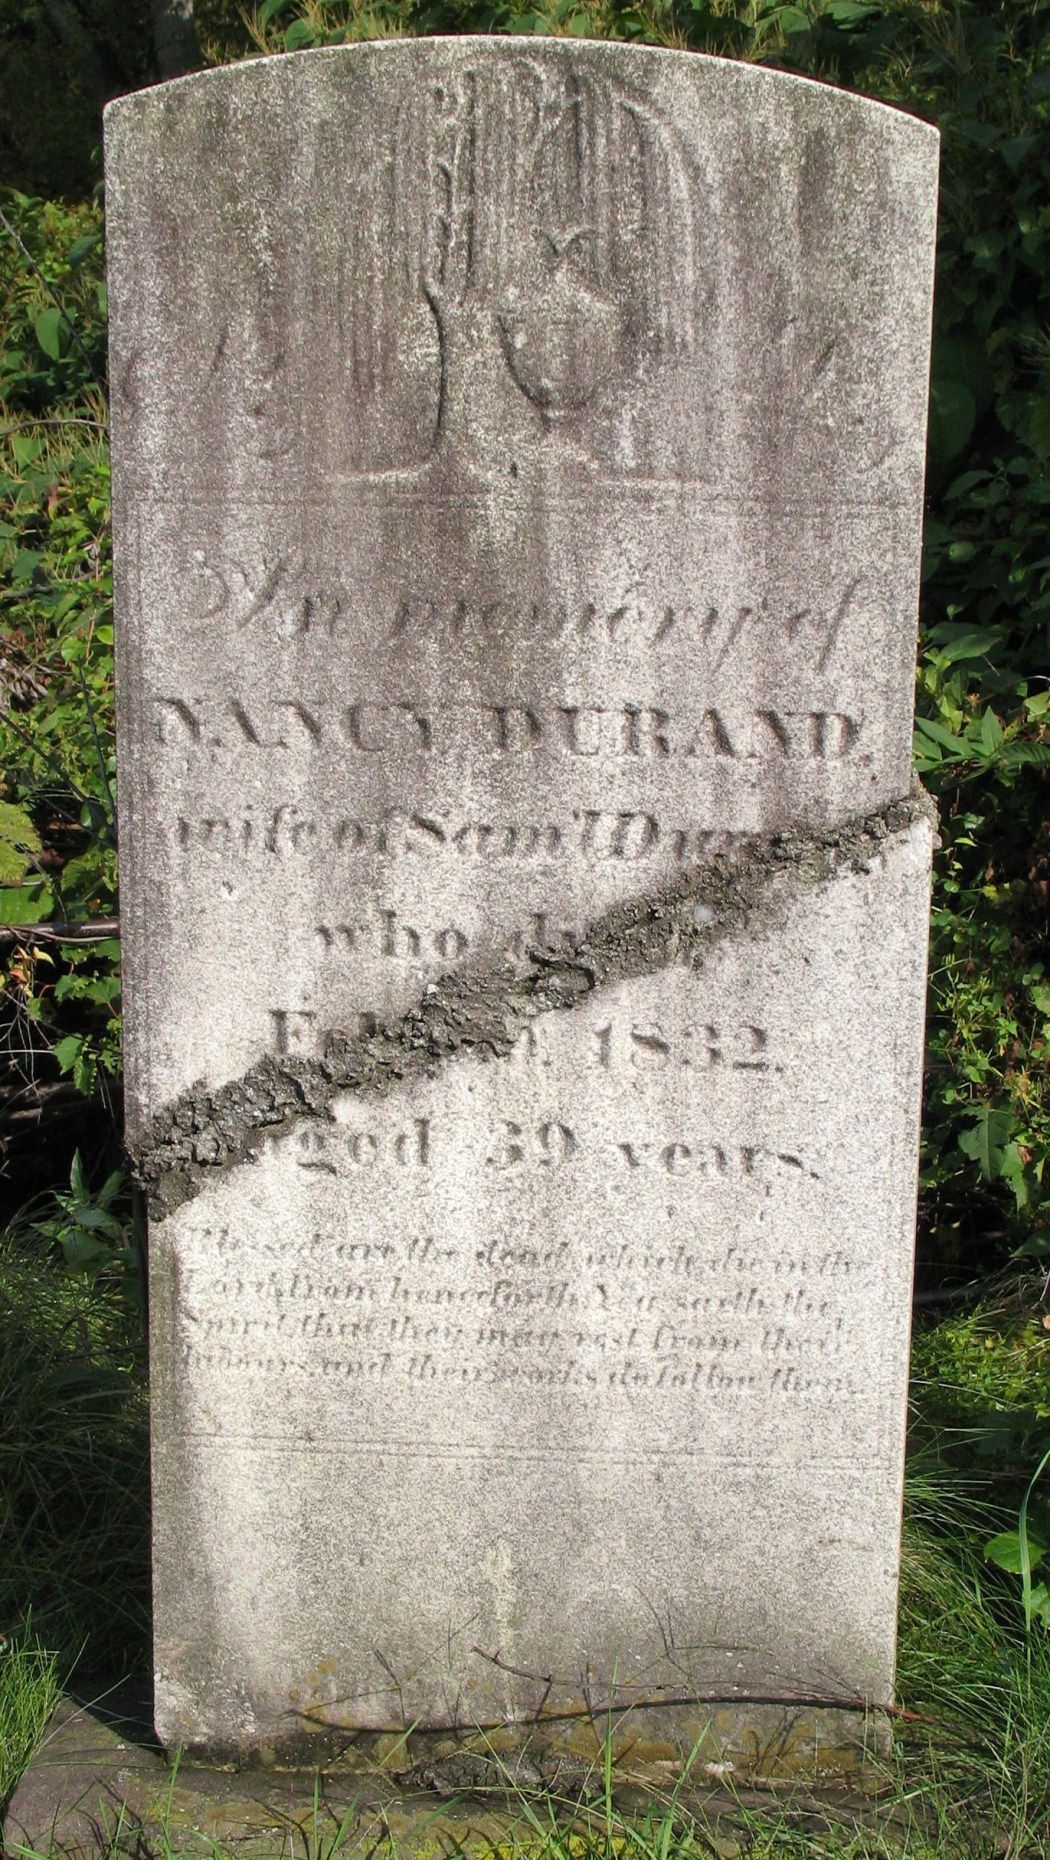 In memory of
NANCY DURAND,
wife of Sam'l
who
1832.
aged 39 years.
Blessed are the dead which die in the
Lord from henceforth, Yea saith the
Spirit, that they may rest from their
labours, and their works do follow them.